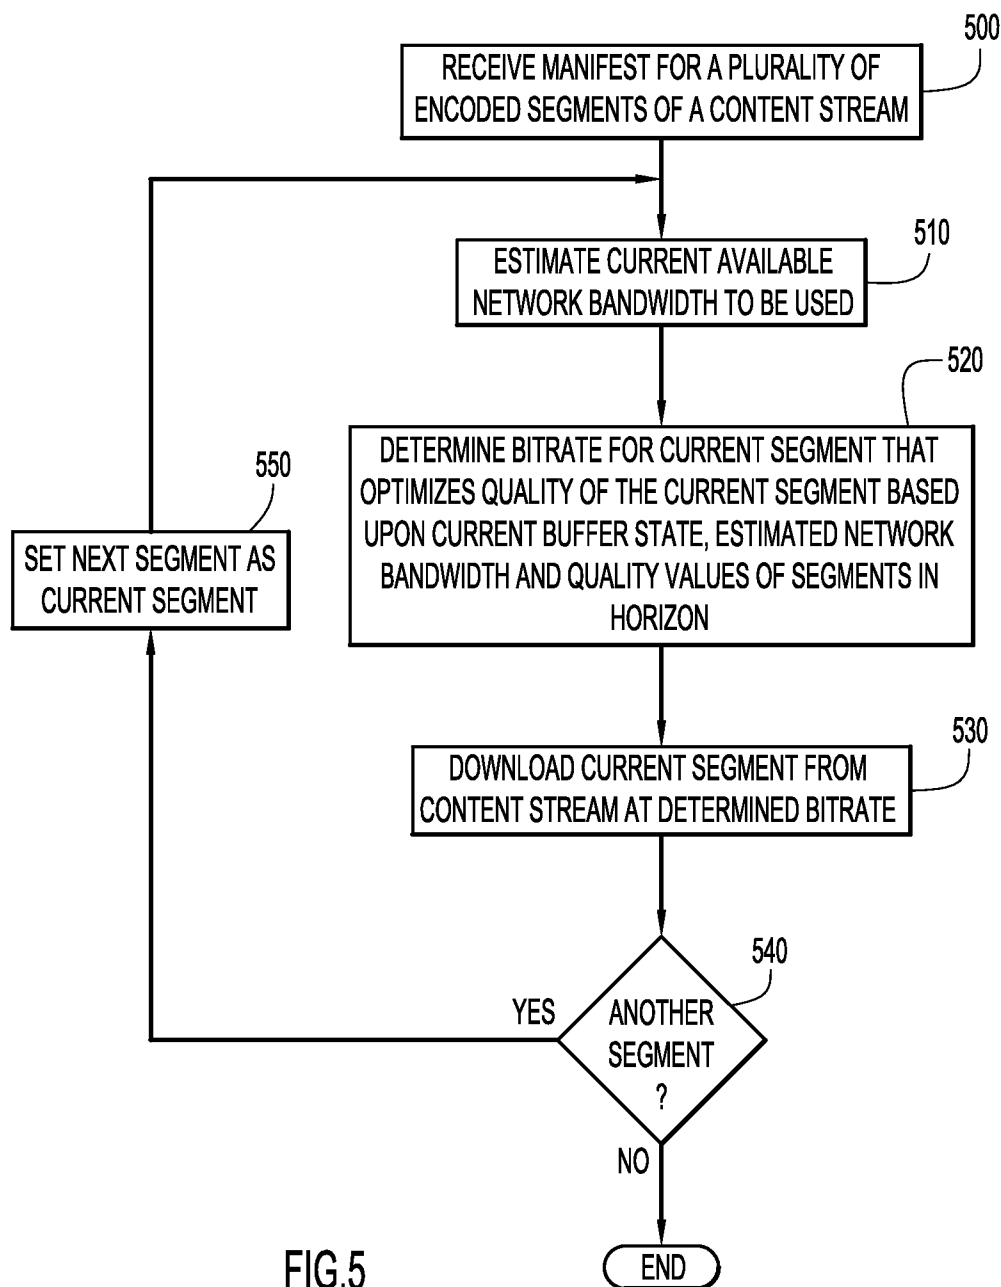 500
RECEIVE MANIFEST FOR A PLURALITY OF
ENCODED SEGMENTS OF A CONTENT STREAM
510
ESTIMATE CURRENT AVAILABLE
NETWORK BANDWIDTH TO BE USED
520
DETERMINE BITRATE FOR CURRENT SEGMENT THAT
OPTIMIZES QUALITY OF THE CURRENT SEGMENT BASED
UPON CURRENT BUFFER STATE, ESTIMATED NETWORK
BANDWIDTH AND QUALITY VALUES OF SEGMENTS IN
HORIZON
550
SET NEXT SEGMENT AS
CURRENT SEGMENT
530
DOWNLOAD CURRENT SEGMENT FROM
CONTENT STREAM AT DETERMINED BITRATE
540
YES
ANOTHER
SEGMENT
?
NO
END
FIG.5